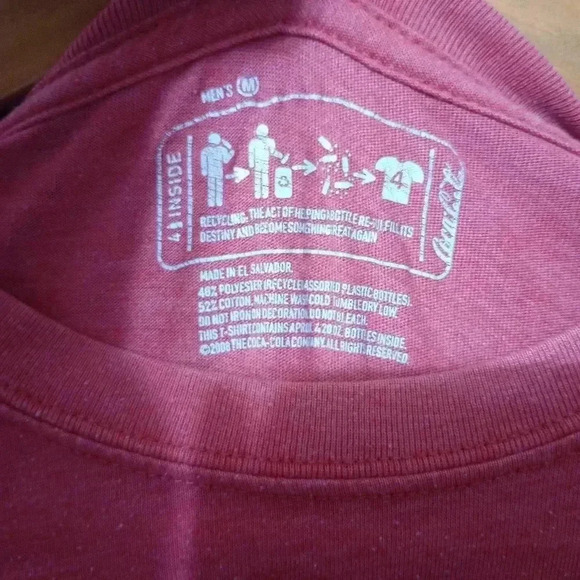 MEN'S M
4 INSIDE
4
Coca-Cola
RECYCLING. THE ACT OF HELPING A BOTTLE RE-FULFILL ITS
DESTINY AND BECOME SOMETHING GREAT AGAIN
MADE IN EL SALVADOR.
48% POLYESTER (RECYCLED ASSORTED PLASTIC BOTTLES).
52% COTTON. MACHINE WASH COLD TUMBLE DRY LOW.
DO NOT IRON ON DECORATION. DO NOT BLEACH.
THIS T-SHIRT CONTAINS APROX. 4 20 OZ. BOTTLES INSIDE.
©2008 THE COCA-COLA COMPANY. ALL RIGHTS RESERVED.